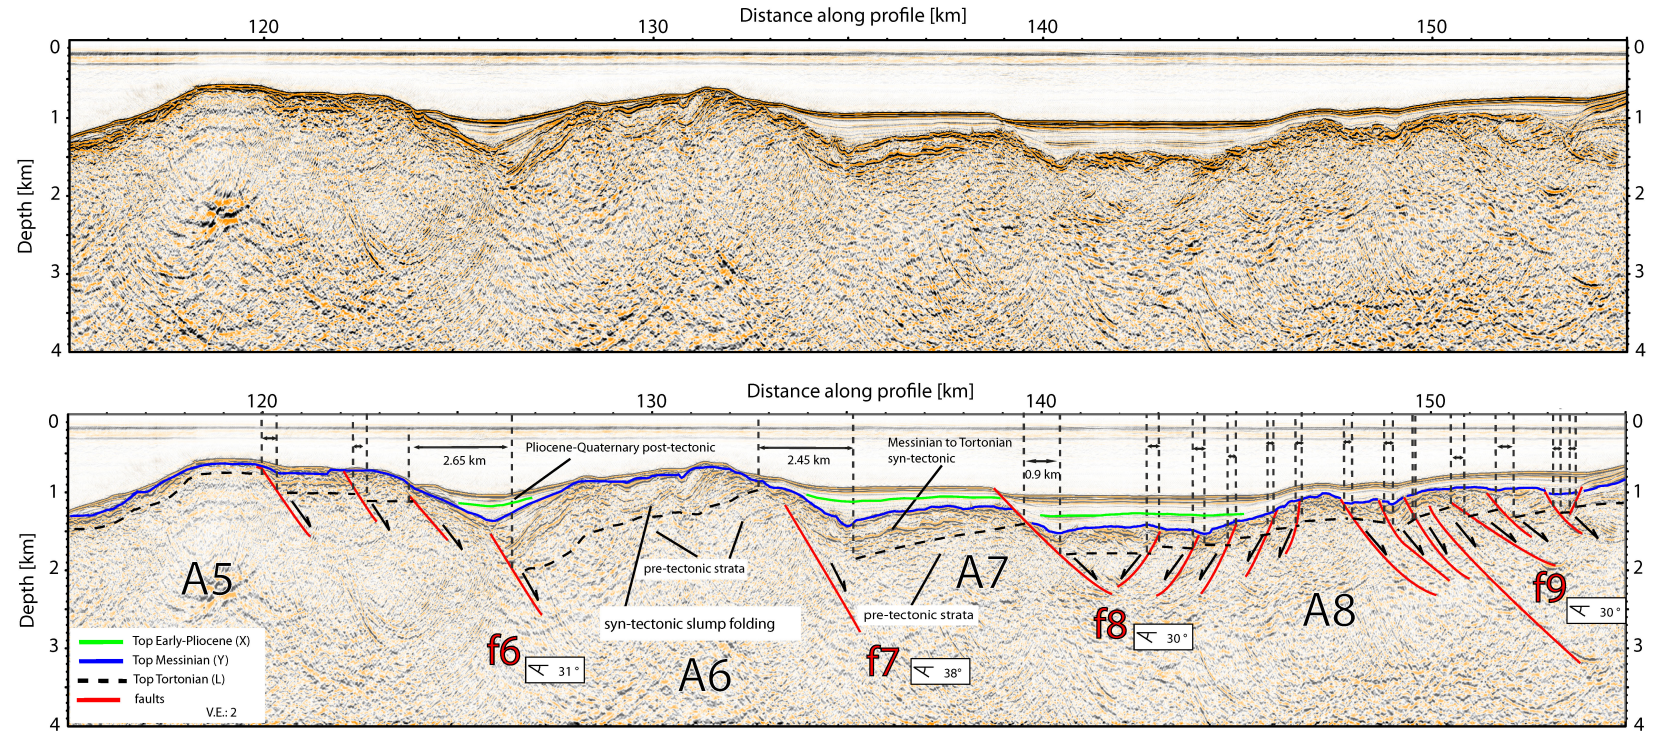 Distance along profile [km]
120 130 140 150
0 0
1 1
2 2
3 3
4 4
Depth [km]
Distance along profile [km]
120 130 140 150
0 0
1 1
2 2
3 3
4 4
Depth [km]
Pliocene-Quaternary post-tectonic
2.65 km
2.45 km
Messinian to Tortonian
syn-tectonic
0.9 km
A5
pre-tectonic strata
A7
pre-tectonic strata
syn-tectonic slump folding
A8
f6
31°
A6
f7
38°
f8
30°
f9
30°
Top Early-Pliocene (X)
Top Messinian (Y)
Top Tortonian (L)
faults
V.E.: 2